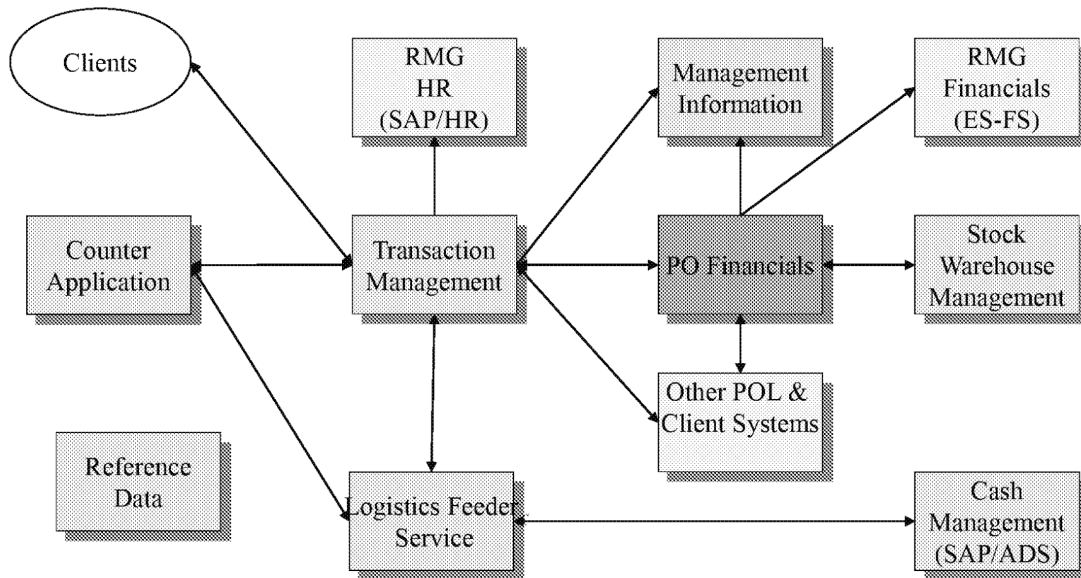 Clients
RMG
HR
(SAP/HR)
Management
Information
RMG
Financials
(ES-FS)
Counter
Application
Transaction
Management
PO Financials
Stock
Warehouse
Management
Other POL &
Client Systems
Reference
Data
Logistics Feeder
Service
Cash
Management
(SAP/ADS)